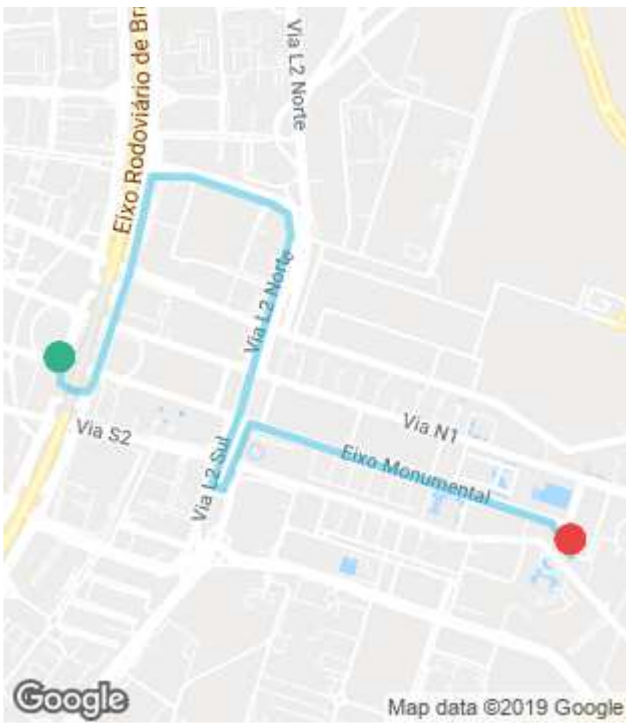 Via L2 Norte
Eixo Rodoviário de Bra
Via L2 Norte
Via N1
Via S2
Eixo Monumental
Via L2 Sul
Google
Map data ©2019 Google